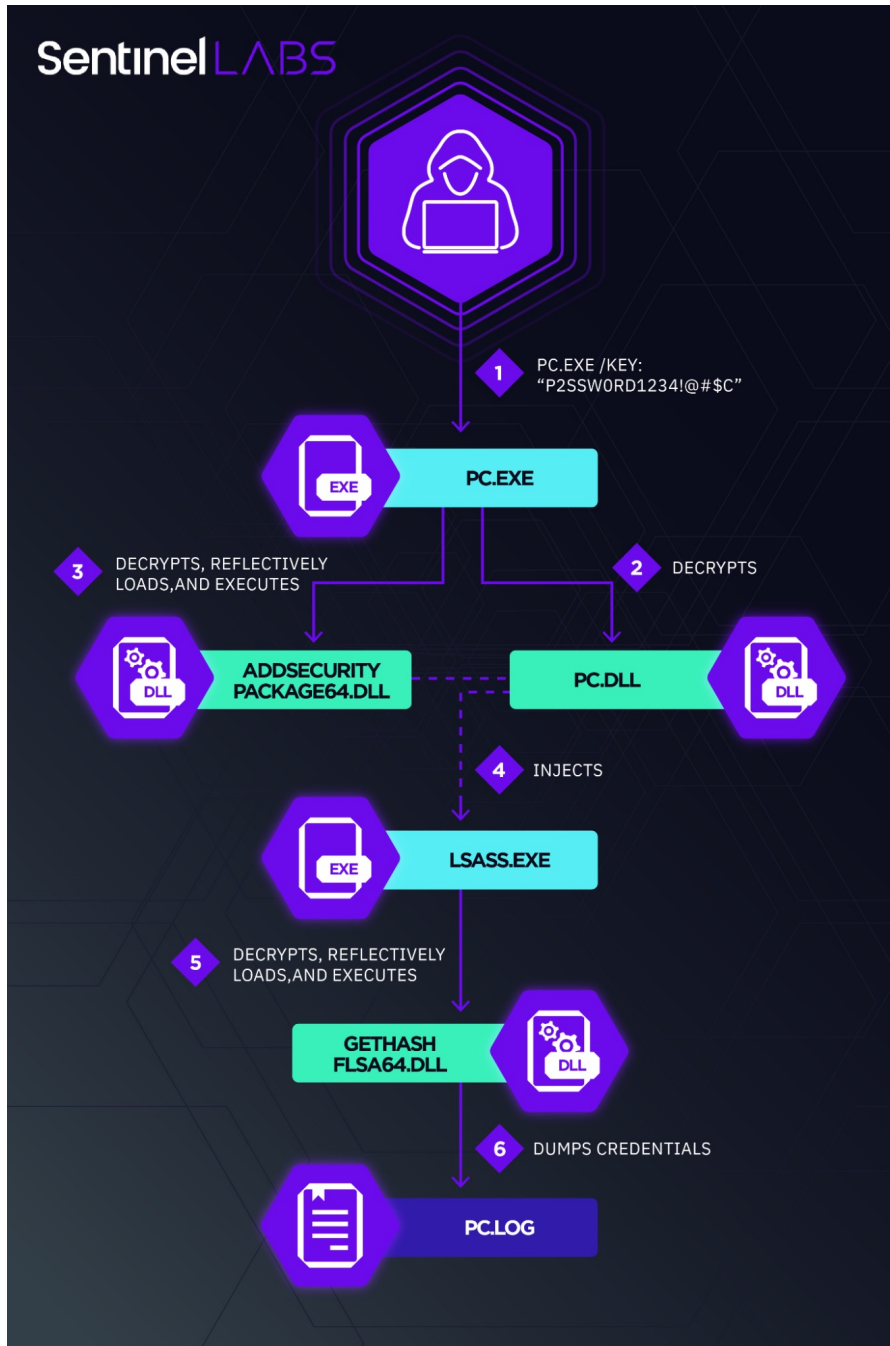 SentinelLABS
1
PC.EXE /KEY:
“P2SSW0RD1234!@#$C”
EXE
PC.EXE
3
DECRYPTS, REFLECTIVELY
LOADS,AND EXECUTES
2
DECRYPTS
DLL
ADDSECURITY
PACKAGE64.DLL
PC.DLL
DLL
4
INJECTS
EXE
LSASS.EXE
5
DECRYPTS, REFLECTIVELY
LOADS,AND EXECUTES
GETHASH
FLSA64.DLL
DLL
6
DUMPS CREDENTIALS
PC.LOG